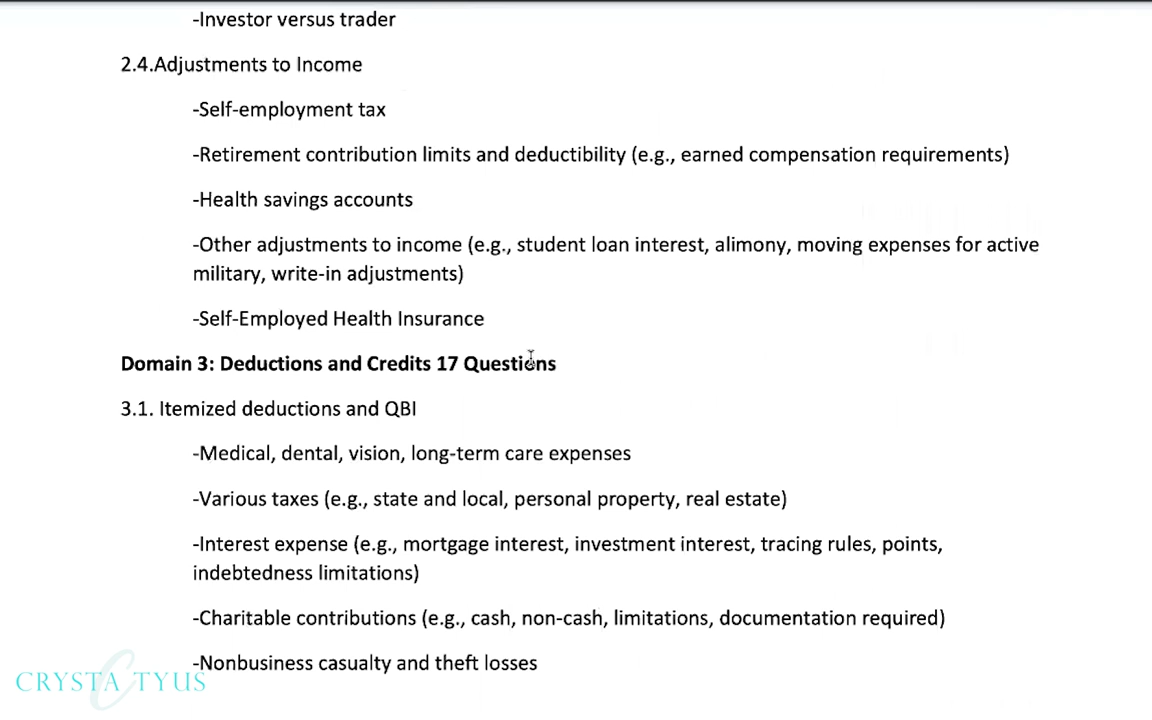 -Investor versus trader
2.4.Adjustments to Income
-Self-employment tax
-Retirement contribution limits and deductibility (e.g., earned compensation requirements)
-Health savings accounts
-Other adjustments to income (e.g., student loan interest, alimony, moving expenses for active
military, write-in adjustments)
-Self-Employed Health Insurance
Domain 3: Deductions and Credits 17 Questions
3.1. Itemized deductions and QBI
-Medical, dental, vision, long-term care expenses
-Various taxes (e.g., state and local, personal property, real estate)
-Interest expense (e.g., mortgage interest, investment interest, tracing rules, points,
indebtedness limitations)
-Charitable contributions (e.g., cash, non-cash, limitations, documentation required)
-Nonbusiness casualty and theft losses
CRYSTA TYUS